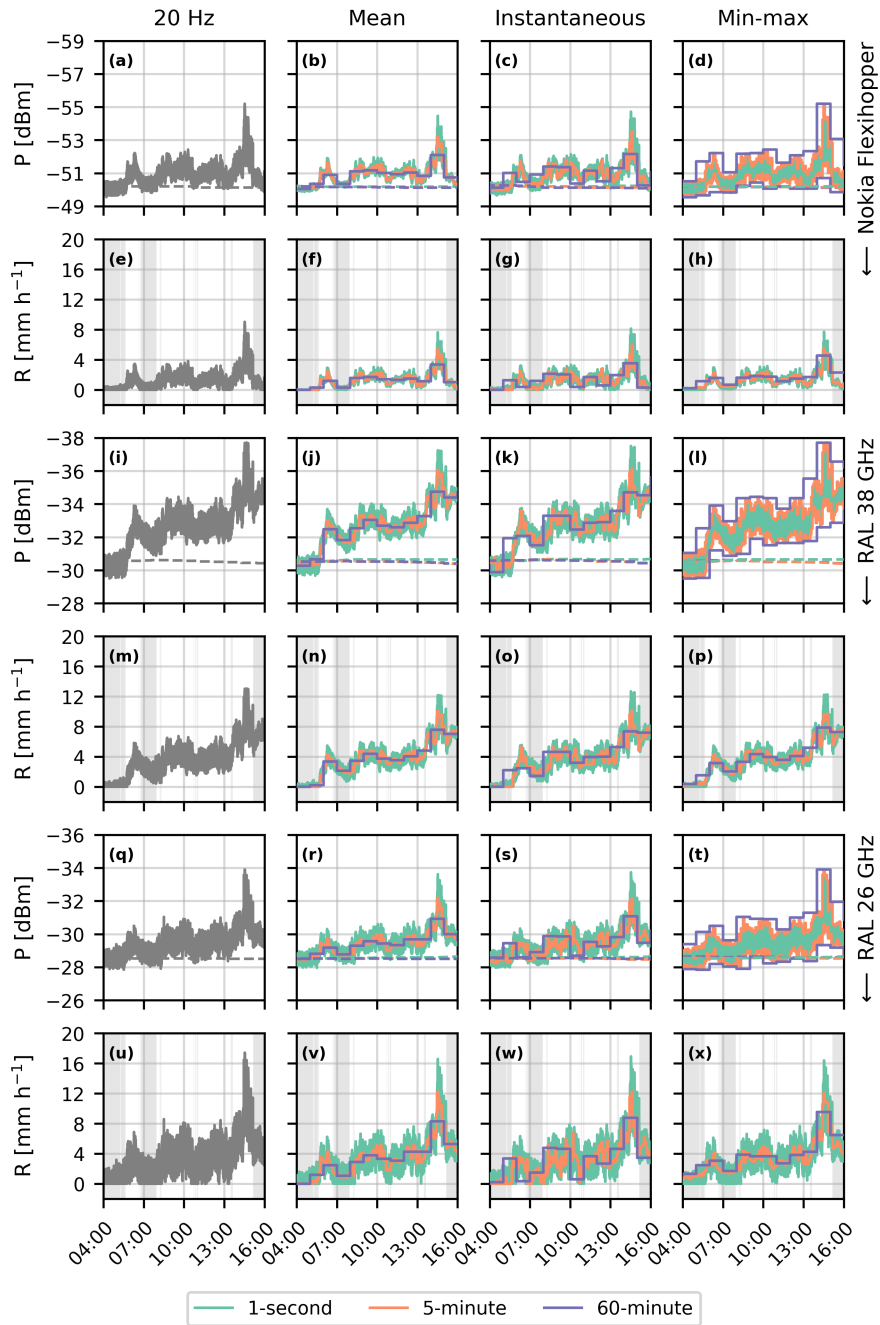 20 Hz Mean Instantaneous Min-max
P [dBm] −59 −57 −55 −53 −51 −49 (a) (b) (c) (d) ← Nokia Flexihopper
R [mm h⁻¹] 20 16 12 8 4 0 (e) (f) (g) (h)
P [dBm] −38 −36 −34 −32 −30 −28 (i) (j) (k) (l) ← RAL 38 GHz
R [mm h⁻¹] 20 16 12 8 4 0 (m) (n) (o) (p)
P [dBm] −36 −34 −32 −30 −28 −26 (q) (r) (s) (t) ← RAL 26 GHz
R [mm h⁻¹] 20 16 12 8 4 0 (u) (v) (w) (x)
04:00 07:00 10:00 13:00 16:00 04:00 07:00 10:00 13:00 16:00 04:00 07:00 10:00 13:00 16:00 04:00 07:00 10:00 13:00 16:00
1-second 5-minute 60-minute